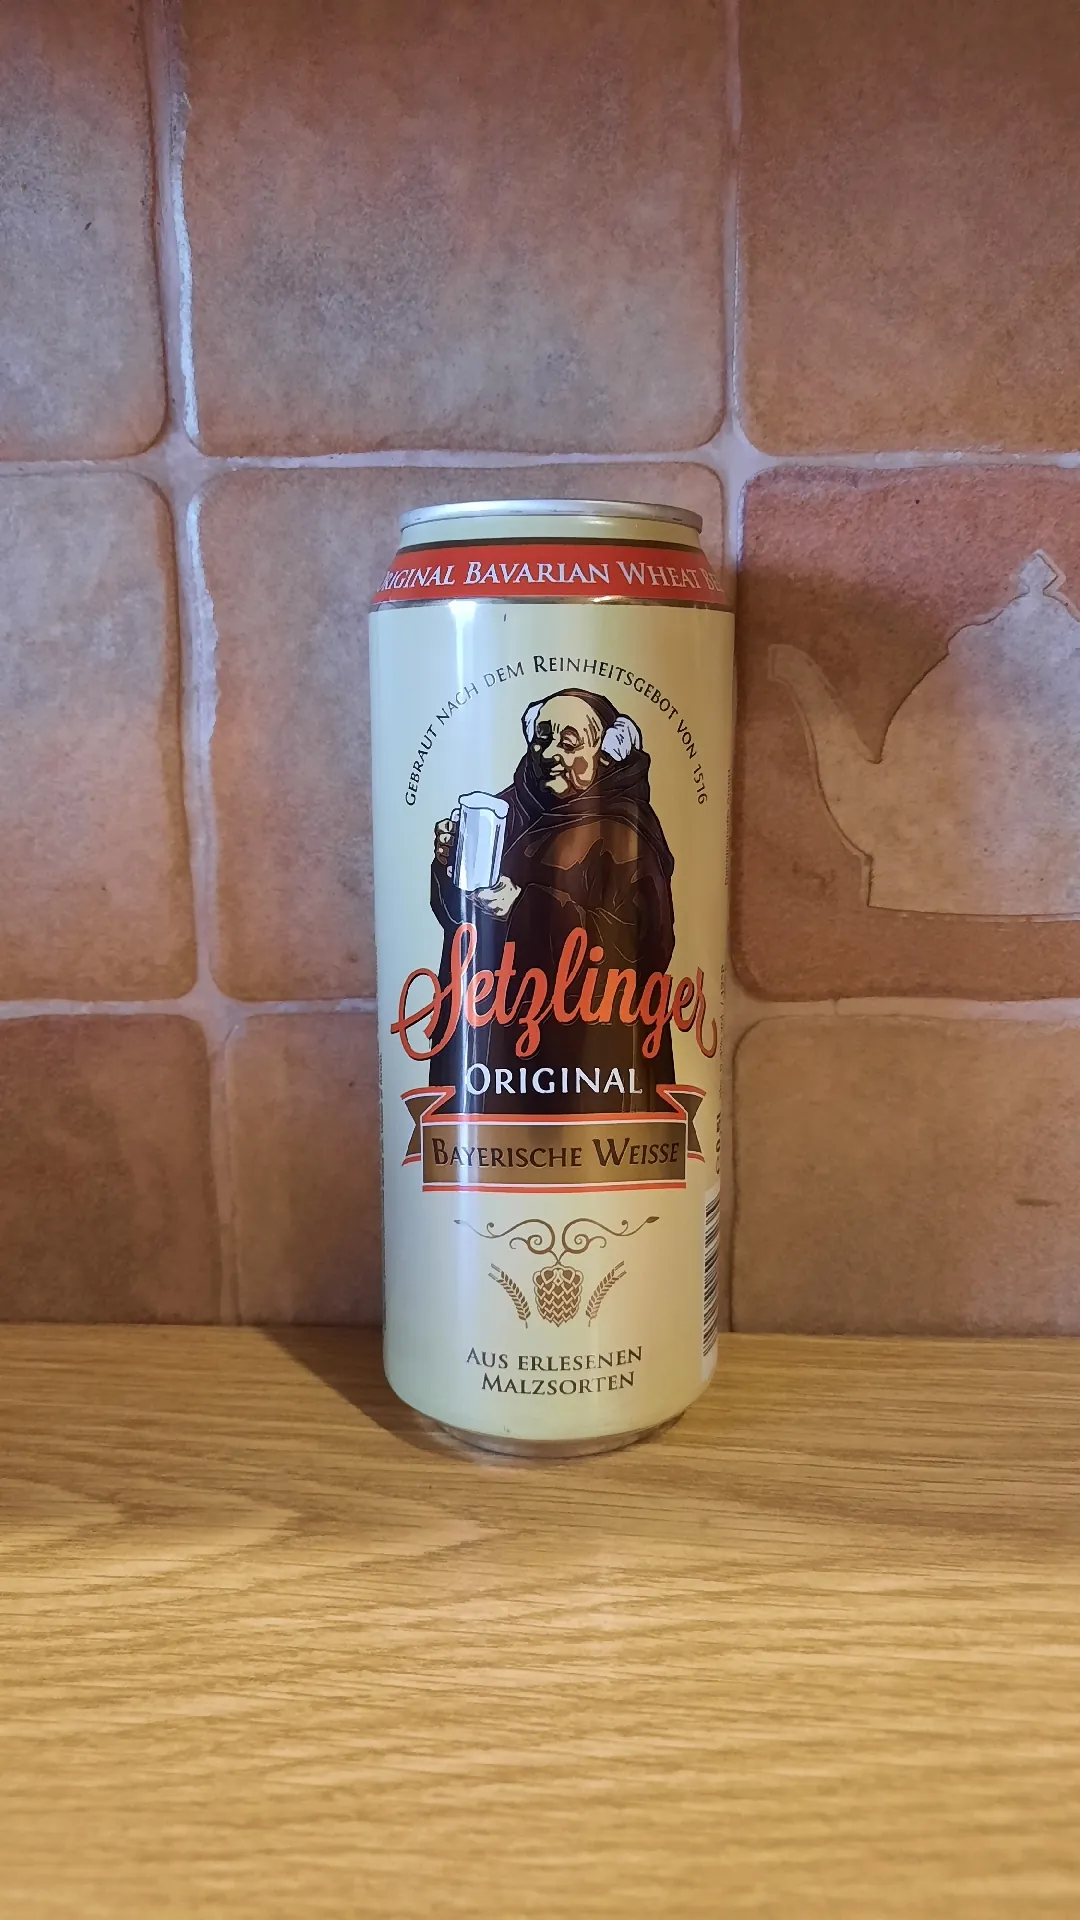 ORIGINAL BAVARIAN WHEAT
GEBRAUT NACH DEM REINHEITSGEBOT VON 1516
Setzlinger
ORIGINAL
BAYERISCHE WEISSE
AUS ERLESENEN
MALZSORTEN